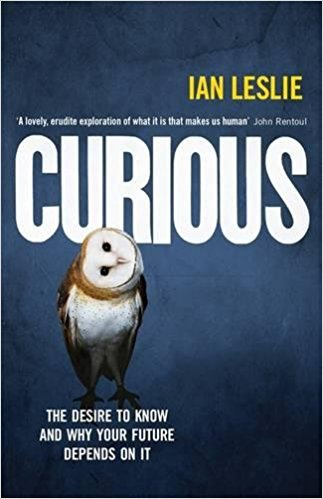 IAN LESLIE
'A lovely, erudite exploration of what it is that makes us human' John Rentoul
CURIOUS
THE DESIRE TO KNOW
AND WHY YOUR FUTURE
DEPENDS ON IT